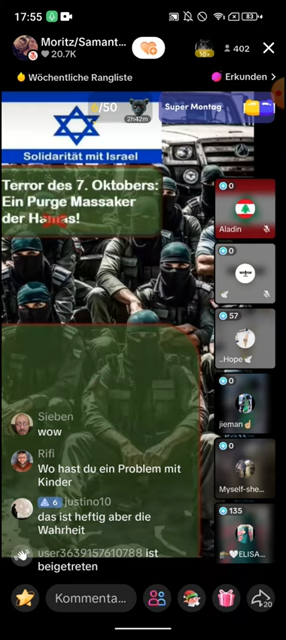 17:55
83
Moritz/Samant...
20.7K
402
Wöchentliche Rangliste
Erkunden
/50
2h42m
Super Montag
Solidarität mit Israel
Terror des 7. Oktobers:
Ein Purge Massaker
der Hamas!
0
Aladin
0
57
..Hope
0
jieman
0
Myself-she...
135
ELISA...
Sieben
wow
Rifi
Wo hast du ein Problem mit
Kinder
6 justino10
das ist heftig aber die
Wahrheit
user3639157610788 ist
beigetreten
Kommenta...
20